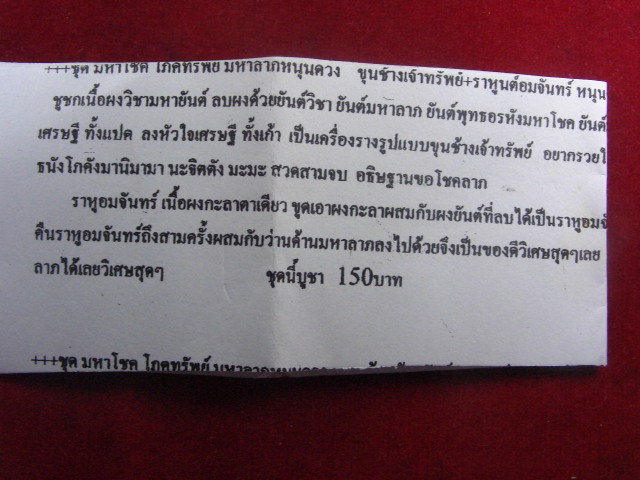 +++ชุด มหาโชค โภคทรัพย์ มหาลาภหนุนดวง ขุนช้างเจ้าทรัพย์+ราหูนต์อมจันทร์ หนุน
ชูชกเนื้อผงวิชามหายันต์ ลบผงด้วยยันต์วิชา ยันต์มหาลาภ ยันต์พุทธอรหังมหาโชค ยันต์
เศรษฐี ทั้งแปด ลงหัวใจเศรษฐี ทั้งเก้า เป็นเครื่องรางรูปแบบขุนช้างเจ้าทรัพย์ อยากรวยใ
ธนังโภคังมานิมามา นะจิตตัง มะมะ สวดสามจบ อธิษฐานขอโชคลาภ
ราหูอมจันทร์ เนื้อผงกะลาตาเดียว ขูดเอาผงกะลาผสมกับผงยันต์ที่ลบได้เป็นราหูอมจั
คืนราหูอมจันทร์ถึงสามครั้งผสมกับว่านด้านมหาลาภลงไปด้วยจึงเป็นของดีวิเศษสุดๆเลย
ลาภได้เลยวิเศษสุดๆ ชุดนี้บูชา 150บาท
+++ชุด มหาโชค โภคทรัพย์ มหาลาภหนุนดวง